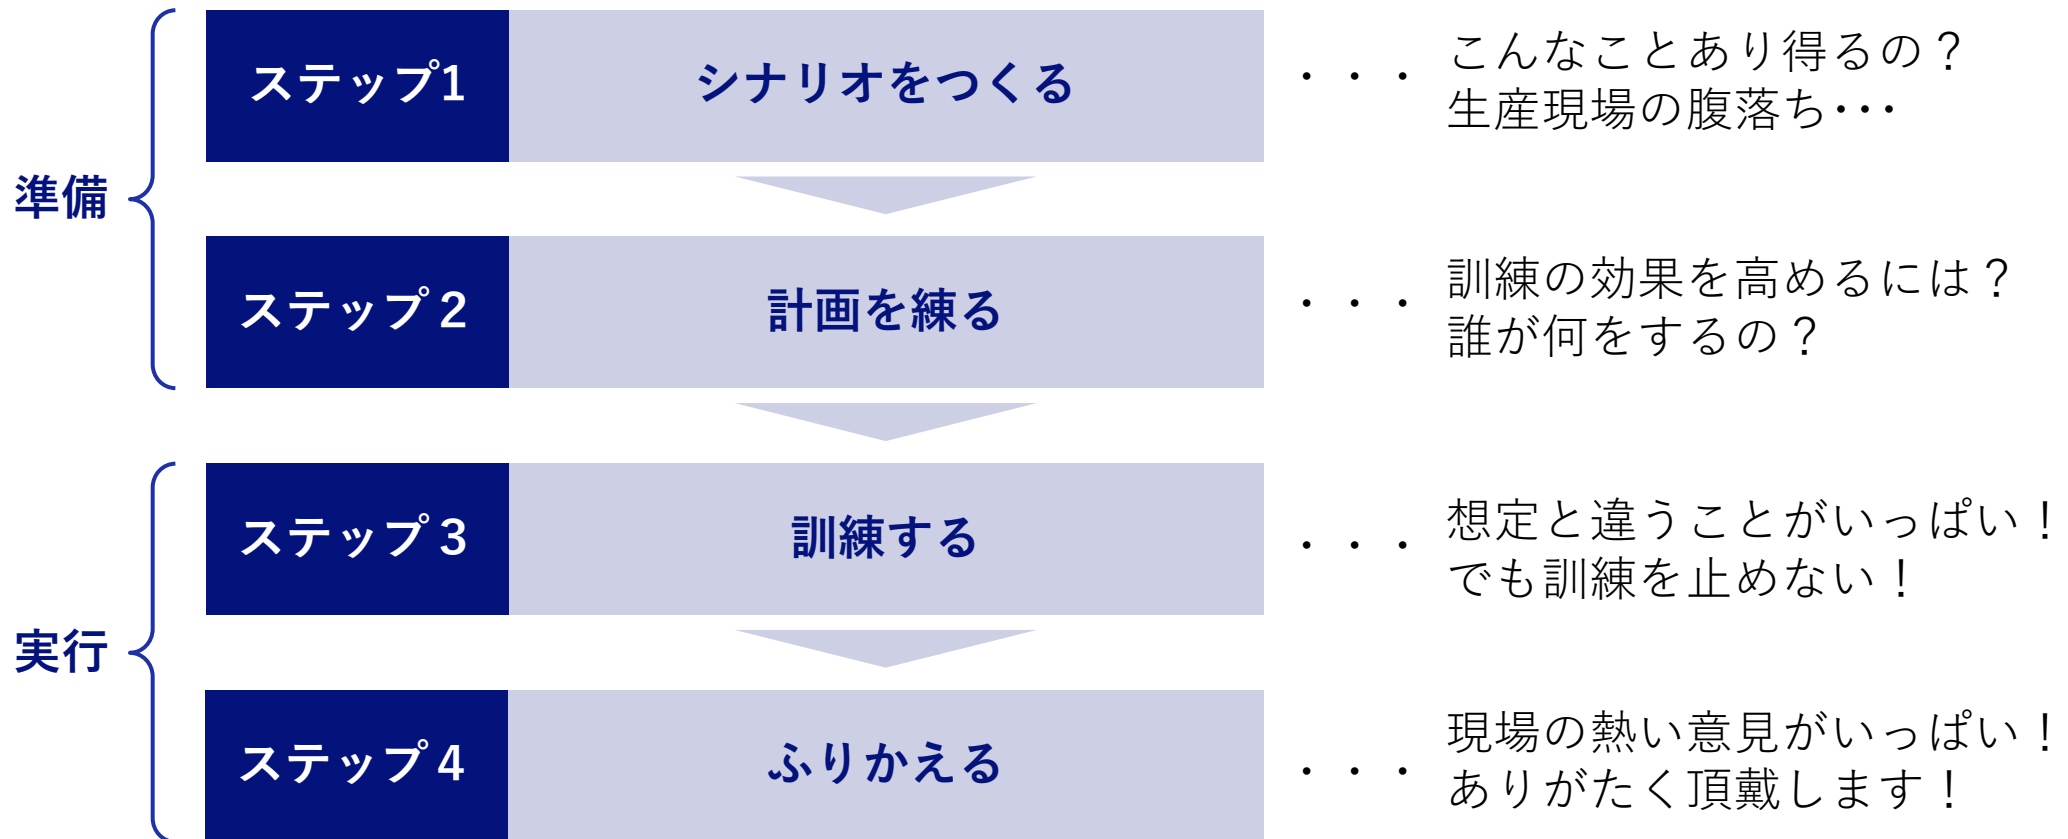 準備
ステップ1
シナリオをつくる
・・・
こんなことあり得るの？
生産現場の腹落ち･･･
ステップ２
計画を練る
・・・
訓練の効果を高めるには？
誰が何をするの？
実行
ステップ３
訓練する
・・・
想定と違うことがいっぱい！
でも訓練を止めない！
ステップ４
ふりかえる
・・・
現場の熱い意見がいっぱい！
ありがたく頂戴します！